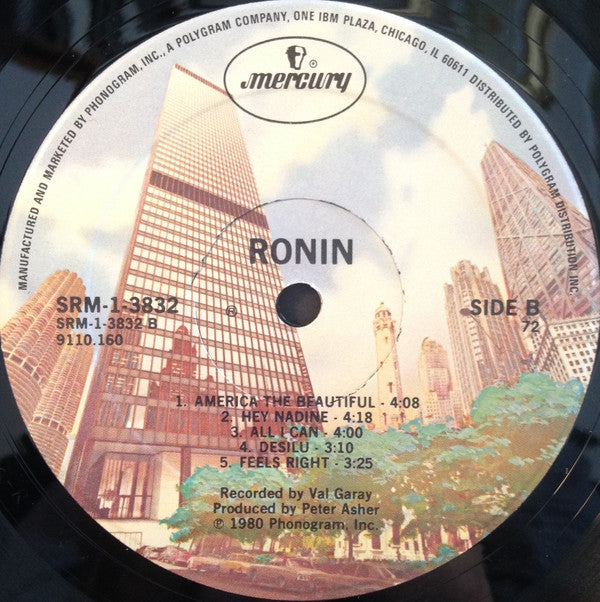 MANUFACTURED AND MARKETED BY PHONOGRAM, INC., A POLYGRAM COMPANY, ONE IBM PLAZA, CHICAGO, IL 60611 DISTRIBUTED BY POLYGRAM DISTRIBUTION, INC.
®
mercury
RONIN
SRM-1-3832
SRM-1-3832 B
9110.160
℗
SIDE B
72
1. AMERICA THE BEAUTIFUL - 4:08
2. HEY NADINE - 4:18
3. ALL I CAN - 4:00
4. DESILU - 3:10
5. FEELS RIGHT - 3:25
Recorded by Val Garay
Produced by Peter Asher
℗ 1980 Phonogram, Inc.